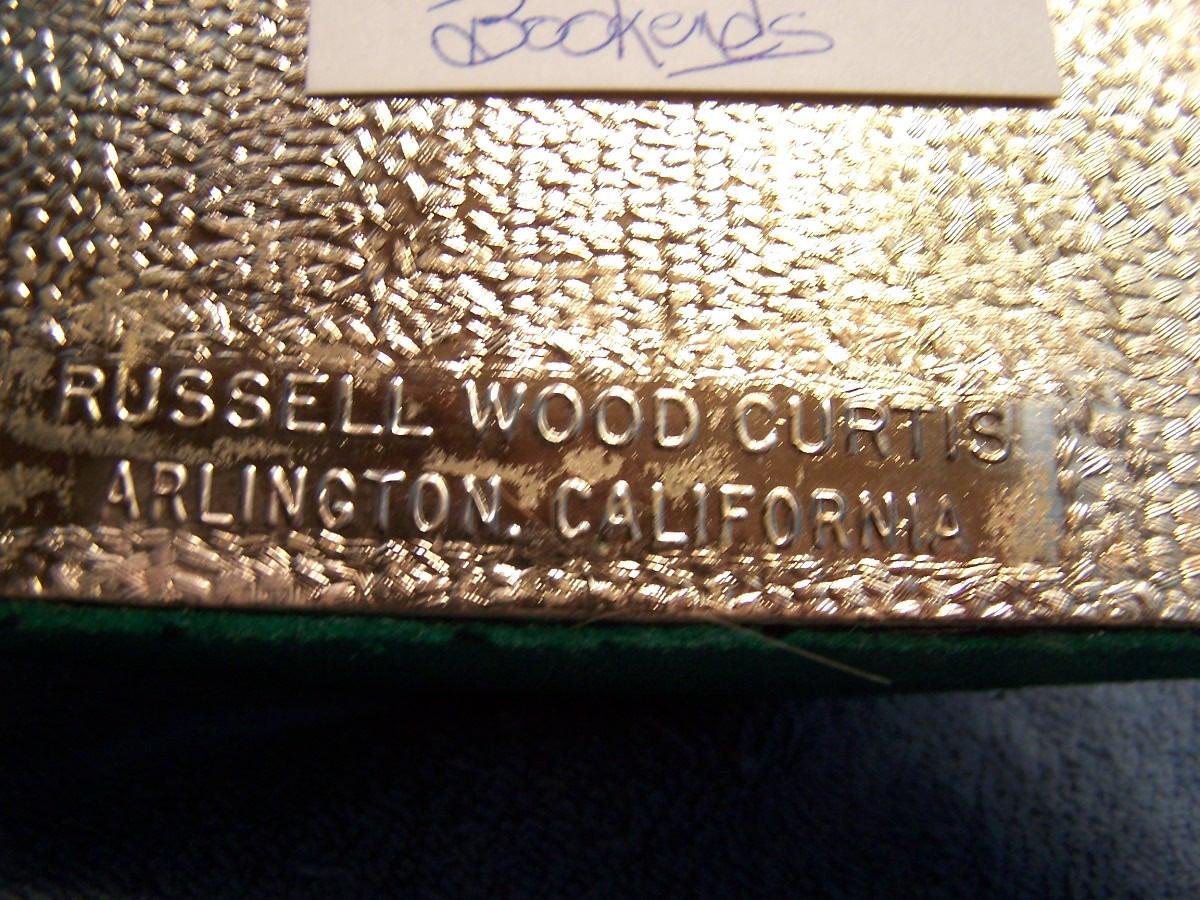 Bookends
RUSSELL WOOD CURTIS
ARLINGTON, CALIFORNIA